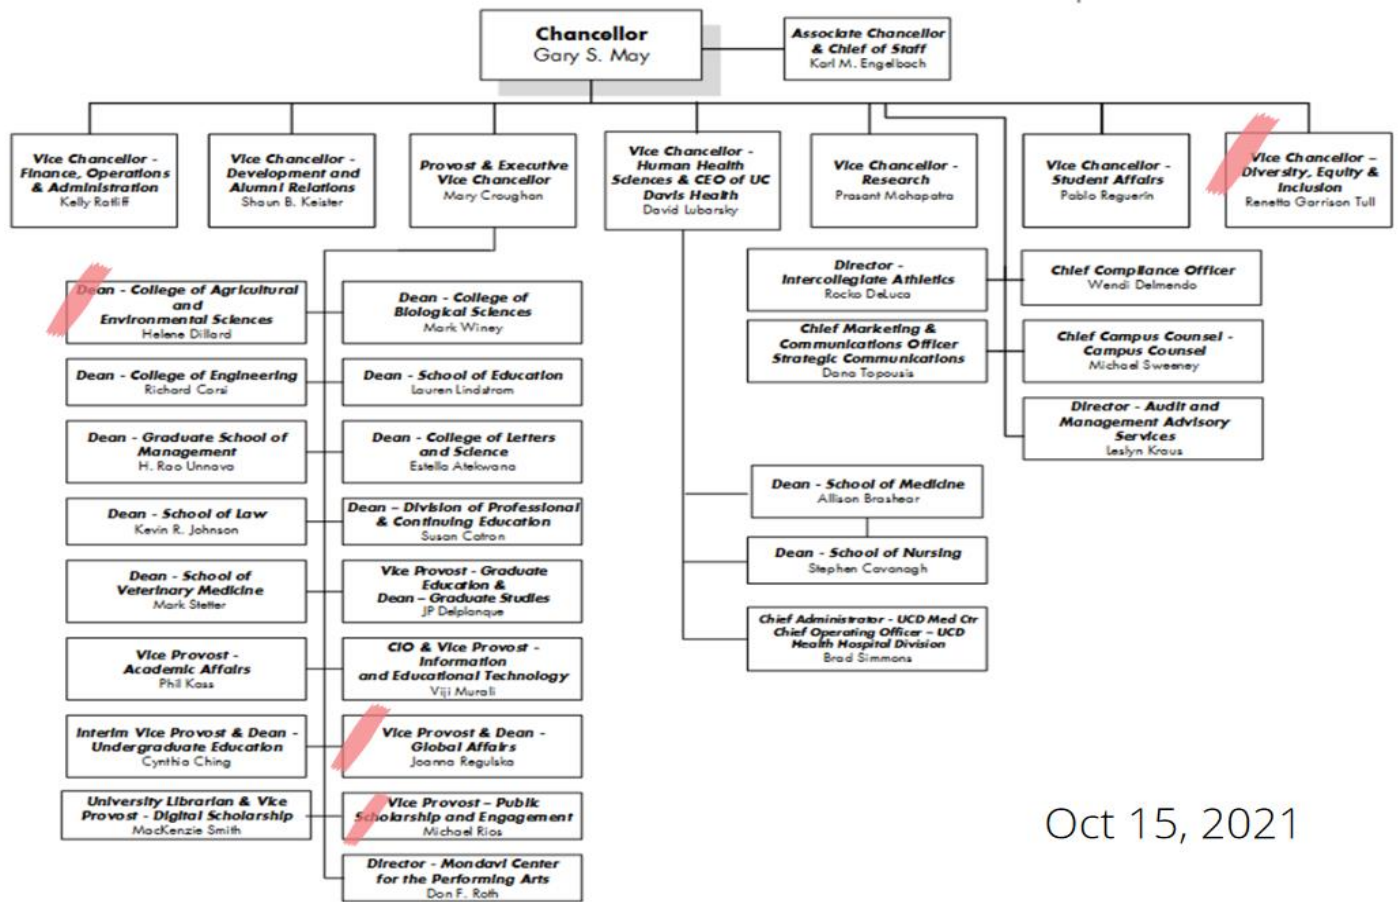 Chancellor
Gary S. May
Associate Chancellor
& Chief of Staff
Karl M. Engelbach
Vice Chancellor -
Finance, Operations
& Administration
Kelly Ratliff
Vice Chancellor -
Development and
Alumni Relations
Shaun B. Keister
Provost & Executive
Vice Chancellor
Mary Croughan
Vice Chancellor -
Human Health
Sciences & CEO of UC
Davis Health
David Lubarsky
Vice Chancellor -
Research
Prasant Mohapatra
Vice Chancellor -
Student Affairs
Pablo Reguerin
Vice Chancellor –
Diversity, Equity &
Inclusion
Renetta Garrison Tull
Dean - College of Agricultural
and
Environmental Sciences
Helene Dillard
Dean - College of
Biological Sciences
Mark Winey
Dean - College of Engineering
Richard Corsi
Dean - School of Education
Lauren Lindstrom
Dean - Graduate School of
Management
H. Rao Unnava
Dean - College of Letters
and Science
Estella Atekwana
Dean - School of Law
Kevin R. Johnson
Dean – Division of Professional
& Continuing Education
Susan Catron
Dean - School of
Veterinary Medicine
Mark Stetter
Vice Provost - Graduate
Education &
Dean – Graduate Studies
JP Delplanque
Vice Provost -
Academic Affairs
Phil Kass
CIO & Vice Provost -
Information
and Educational Technology
Viji Murali
Interim Vice Provost & Dean -
Undergraduate Education
Cynthia Ching
Vice Provost & Dean -
Global Affairs
Joanna Regulska
University Librarian & Vice
Provost - Digital Scholarship
MacKenzie Smith
Vice Provost – Public
Scholarship and Engagement
Michael Rios
Director - Mondavi Center
for the Performing Arts
Don F. Roth
Director -
Intercollegiate Athletics
Rocko DeLuca
Chief Compliance Officer
Wendi Delmendo
Chief Marketing &
Communications Officer
Strategic Communications
Dana Topousis
Chief Campus Counsel -
Campus Counsel
Michael Sweeney
Director - Audit and
Management Advisory
Services
Leslyn Kraus
Dean - School of Medicine
Allison Brashear
Dean - School of Nursing
Stephen Cavanagh
Chief Administrator - UCD Med Ctr
Chief Operating Officer – UCD
Health Hospital Division
Brad Simmons
Oct 15, 2021